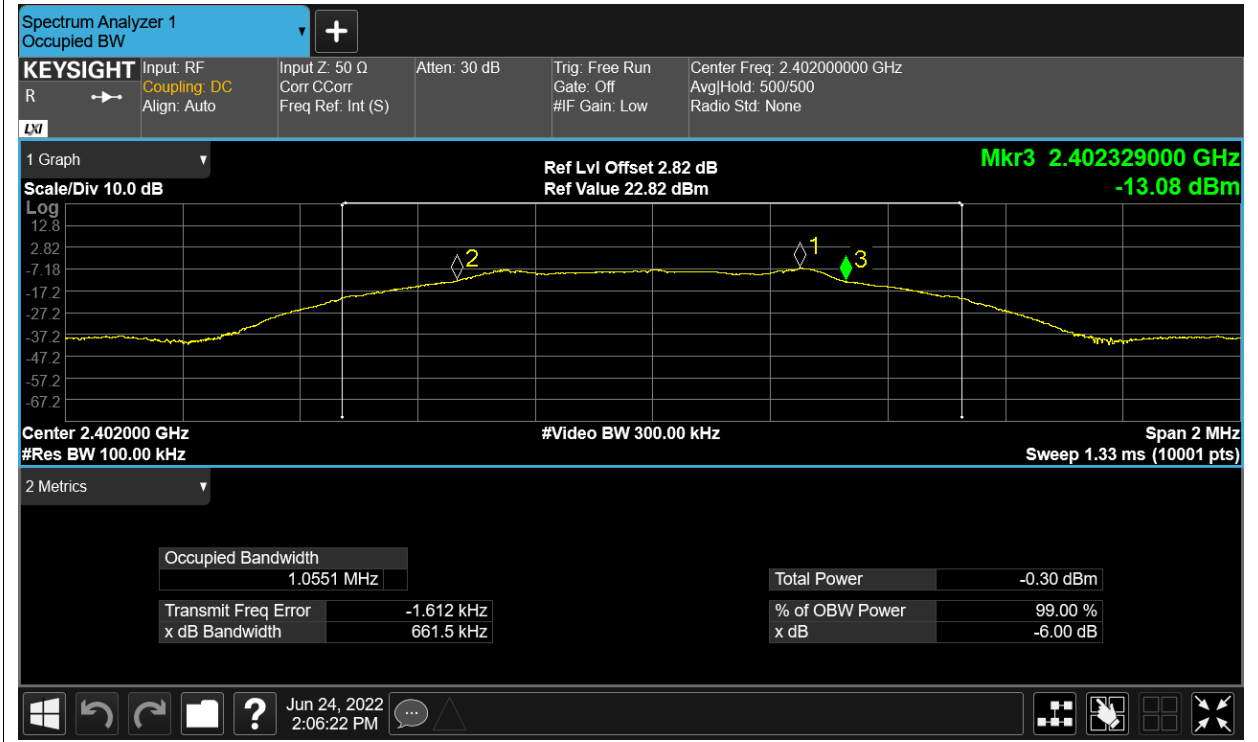 Spectrum Analyzer 1
Occupied BW
KEYSIGHT
R
LXI
Input: RF
Coupling: DC
Align: Auto
Input Z: 50 Ω
Corr CCorr
Freq Ref: Int (S)
Atten: 30 dB
Trig: Free Run
Gate: Off
#IF Gain: Low
Center Freq: 2.402000000 GHz
Avg|Hold: 500/500
Radio Std: None
1 Graph
Scale/Div 10.0 dB
Ref Lvl Offset 2.82 dB
Ref Value 22.82 dBm
Mkr3 2.402329000 GHz
-13.08 dBm
Log
12.8
2.82
-7.18
-17.2
-27.2
-37.2
-47.2
-57.2
-67.2
2
1
3
Center 2.402000 GHz
#Video BW 300.00 kHz
Span 2 MHz
#Res BW 100.00 kHz
Sweep 1.33 ms (10001 pts)
2 Metrics
Occupied Bandwidth
1.0551 MHz
Transmit Freq Error -1.612 kHz
x dB Bandwidth 661.5 kHz
Total Power -0.30 dBm
% of OBW Power 99.00 %
x dB -6.00 dB
?
Jun 24, 2022
2:06:22 PM